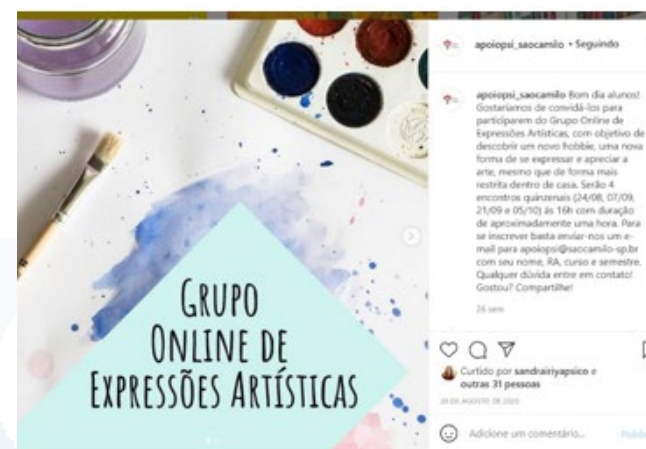 GRUPO
ONLINE DE
EXPRESSÕES ARTÍSTICAS
apoiopsi_saocamilo • Seguindo
apoiopsi_saocamilo Bom dia alunos!
Gostaríamos de convidá-los para
participarem do Grupo Online de
Expressões Artísticas, com objetivo de
descobrir um novo hobbie, uma nova
forma de se expressar e apreciar a
arte, mesmo que de forma mais
restrita dentro de casa. Serão 4
encontros quinzenais (24/08, 07/09,
21/09 e 05/10) às 16h com duração
de aproximadamente uma hora. Para
se inscrever basta enviar-nos um e-
mail para apoiopsi@saocamilo-sp.br
com seu nome, RA, curso e semestre.
Qualquer dúvida entre em contato!
Gostou? Compartilhe!
26 sem
Curtido por sandrairiyapsico e
outras 31 pessoas
DE AGOSTO DE 2020
Adicione um comentário...